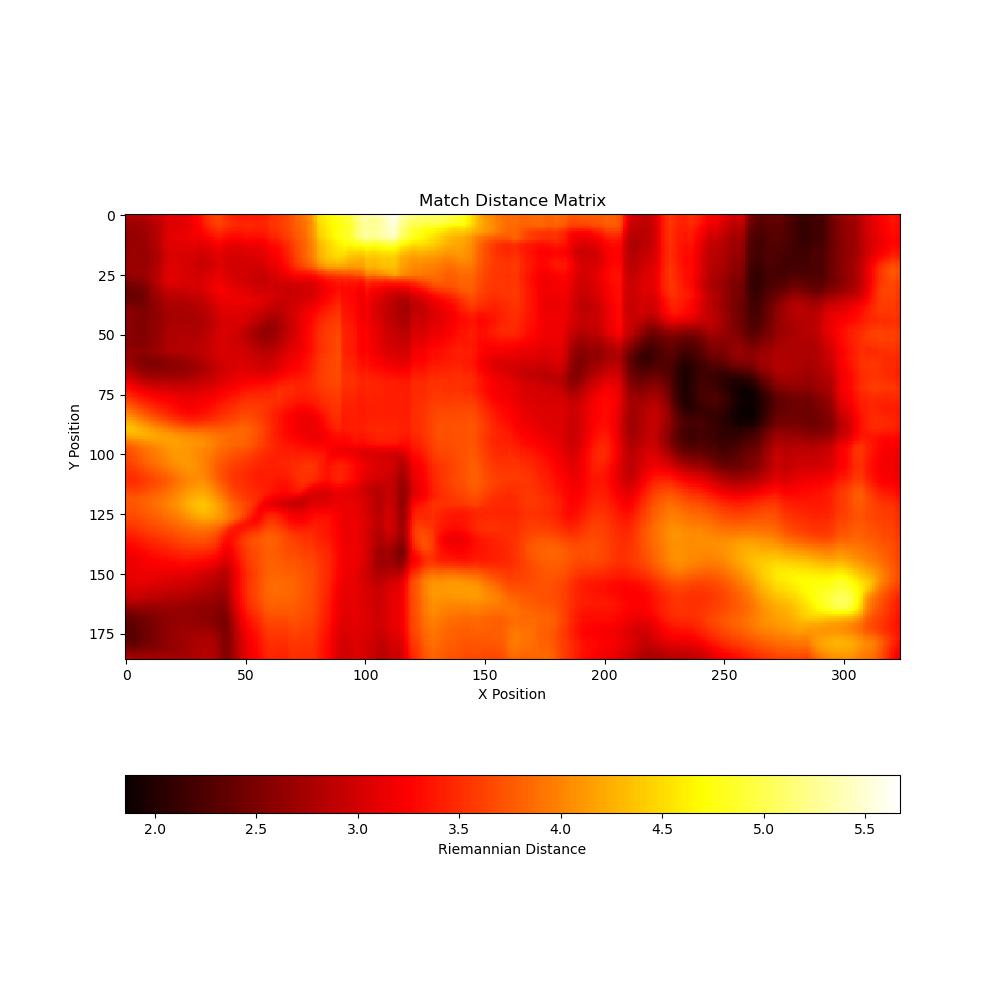 Match Distance Matrix
0
25
50
75
100
125
150
175
Y Position
0 50 100 150 200 250 300
X Position
2.0 2.5 3.0 3.5 4.0 4.5 5.0 5.5
Riemannian Distance